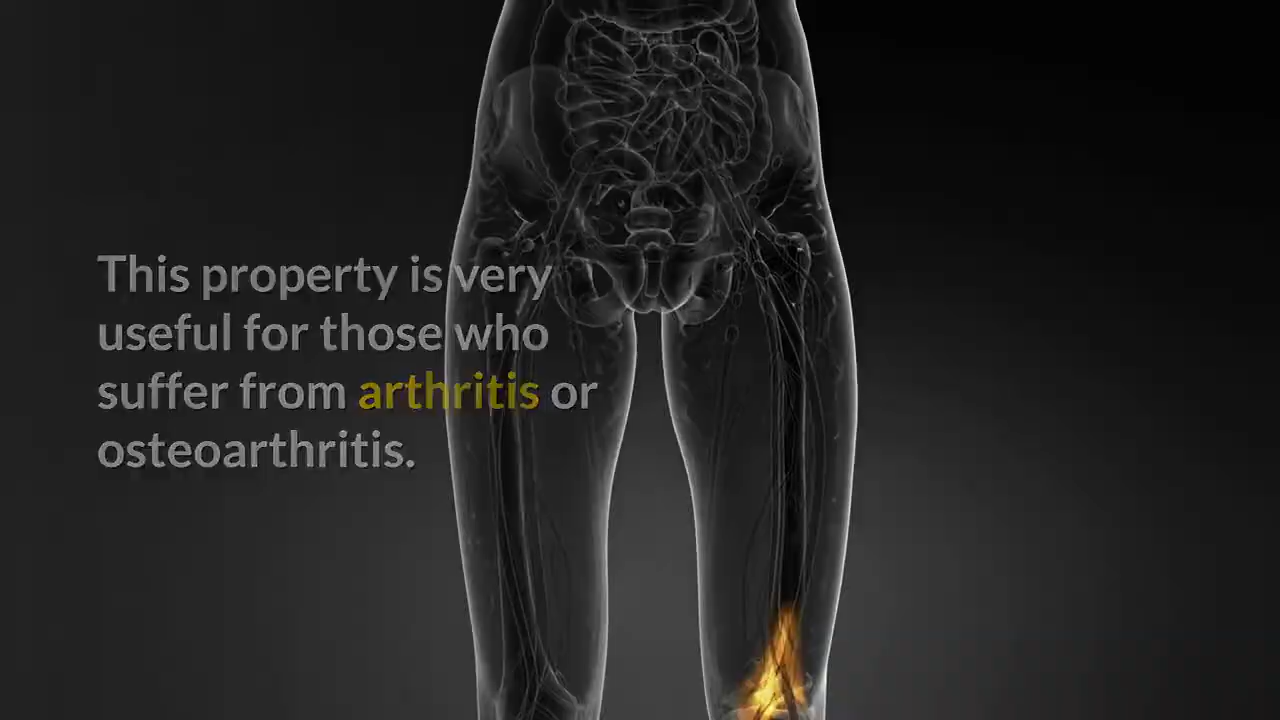 This property is very
useful for those who
suffer from arthritis or
osteoarthritis.